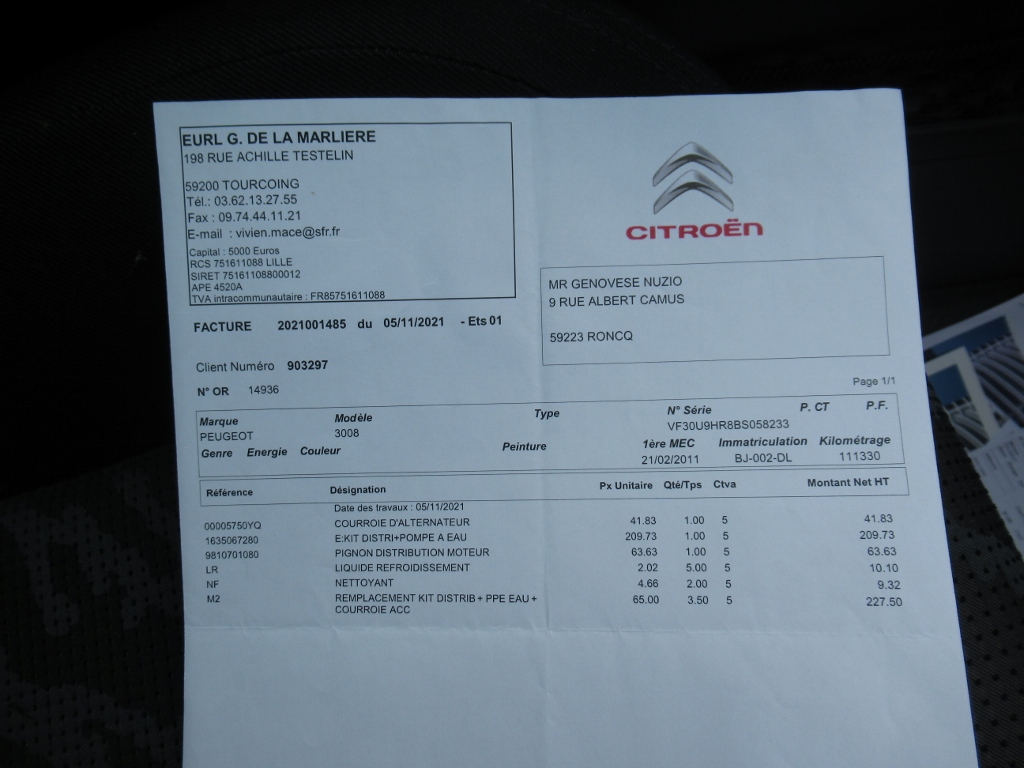 EURL G. DE LA MARLIERE
198 RUE ACHILLE TESTELIN
59200 TOURCOING
Tél.: 03.62.13.27.55
Fax : 09.74.44.11.21
E-mail : vivien.mace@sfr.fr
Capital : 5000 Euros
RCS 751611088 LILLE
SIRET 75161108800012
APE 4520A
TVA intracommunautaire : FR85751611088
CITROËN
MR GENOVESE NUZIO
9 RUE ALBERT CAMUS
59223 RONCQ
FACTURE 2021001485 du 05/11/2021 - Ets 01
Client Numéro 903297
N° OR 14936
Page 1/1
Marque Modèle Type N° Série P. CT P.F.
PEUGEOT 3008 VF30U9HR8BS058233
Genre Energie Couleur Peinture 1ère MEC Immatriculation Kilométrage
21/02/2011 BJ-002-DL 111330
Référence Désignation Px Unitaire Qté/Tps Ctva Montant Net HT
Date des travaux : 05/11/2021
00005750YQ COURROIE D'ALTERNATEUR 41.83 1.00 5 41.83
1635067280 E:KIT DISTRI+POMPE A EAU 209.73 1.00 5 209.73
9810701080 PIGNON DISTRIBUTION MOTEUR 63.63 1.00 5 63.63
LR LIQUIDE REFROIDISSEMENT 2.02 5.00 5 10.10
NF NETTOYANT 4.66 2.00 5 9.32
M2 REMPLACEMENT KIT DISTRIB + PPE EAU + 65.00 3.50 5 227.50
COURROIE ACC